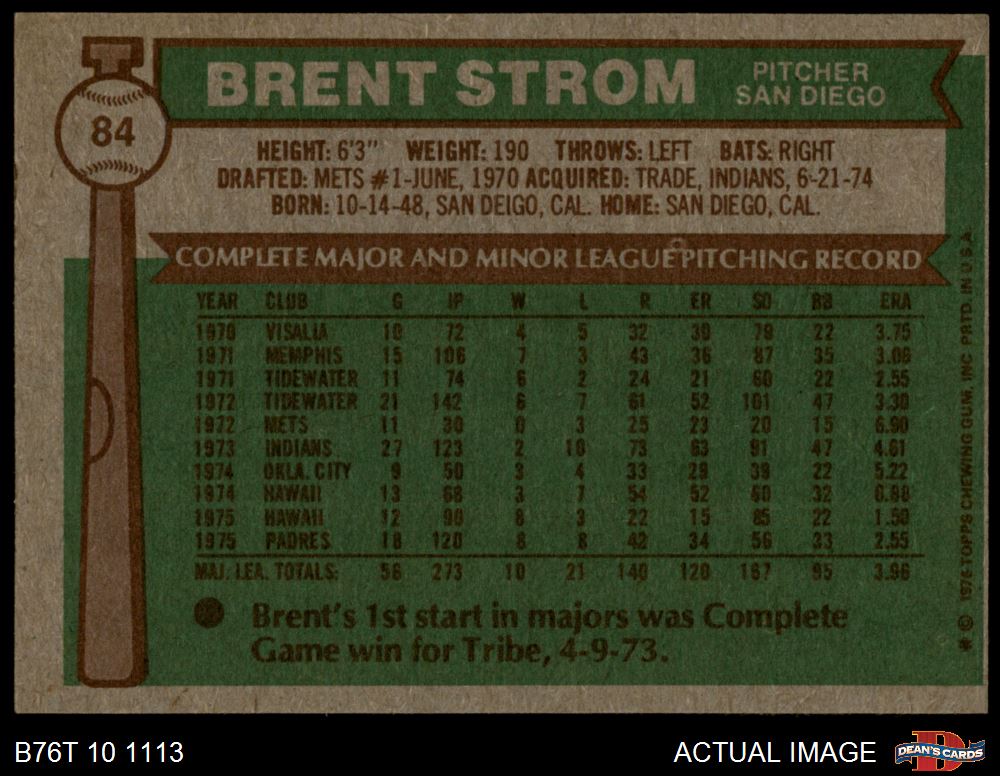 84
BRENT STROM
PITCHER
SAN DIEGO
HEIGHT: 6'3" WEIGHT: 190 THROWS: LEFT BATS: RIGHT
DRAFTED: METS #1-JUNE, 1970 ACQUIRED: TRADE, INDIANS, 6-21-74
BORN: 10-14-48, SAN DEIGO, CAL. HOME: SAN DIEGO, CAL.
COMPLETE MAJOR AND MINOR LEAGUE PITCHING RECORD
YEAR CLUB G IP W L R ER SO BB ERA
1970 VISALIA 10 72 4 5 32 30 79 22 3.75
1971 MEMPHIS 15 106 7 3 43 36 87 35 3.06
1971 TIDEWATER 11 74 6 2 24 21 60 22 2.55
1972 TIDEWATER 21 142 6 7 61 52 101 47 3.30
1972 METS 11 30 0 3 25 23 20 15 6.90
1973 INDIANS 27 123 2 10 73 63 91 47 4.61
1974 OKLA. CITY 9 50 3 4 33 29 39 22 5.22
1974 HAWAII 13 68 3 7 54 52 60 32 6.88
1975 HAWAII 12 90 8 3 22 15 85 22 1.50
1975 PADRES 18 120 8 8 42 34 56 33 2.55
MAJ. LEA. TOTALS: 56 273 10 21 140 120 167 95 3.96
Brent's 1st start in majors was Complete
Game win for Tribe, 4-9-73.
* © 1976 TOPPS CHEWING GUM, INC. PRTD. IN U.S.A.
B76T 10 1113 ACTUAL IMAGE
DEAN'S CARDS